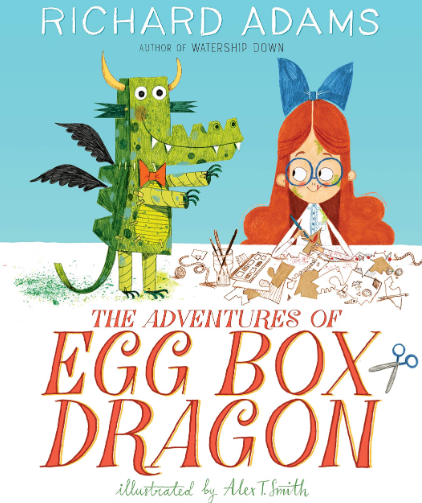 RICHARD ADAMS
AUTHOR OF WATERSHIP DOWN
THE ADVENTURES OF
EGG BOX
DRAGON
illustrated by Alex T. Smith